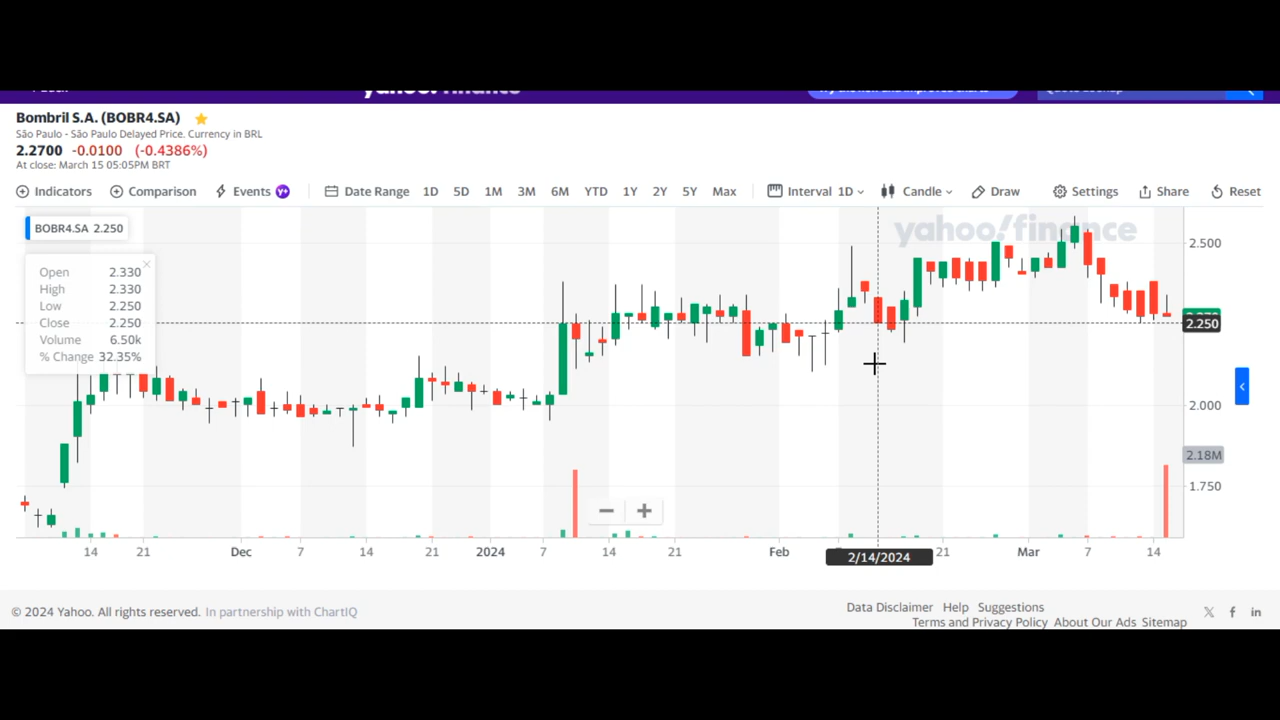 yahoo! finance
Bombril S.A. (BOBR4.SA)
São Paulo - São Paulo Delayed Price. Currency in BRL
2.2700 -0.0100 (-0.4386%)
At close: March 15 05:05PM BRT
Indicators Comparison Events Y+ Date Range 1D 5D 1M 3M 6M YTD 1Y 2Y 5Y Max Interval 1D Candle Draw Settings Share Reset
BOBR4.SA 2.250
yahoo!finance
2.500
Open 2.330
High 2.330
Low 2.250
Close 2.250
Volume 6.50k
% Change 32.35%
2.250
2.000
2.18M
1.750
14 21 Dec 7 14 21 2024 7 14 21 Feb 2/14/2024 21 Mar 7 14
© 2024 Yahoo. All rights reserved. In partnership with ChartIQ
Data Disclaimer Help Suggestions
Terms and Privacy Policy About Our Ads Sitemap